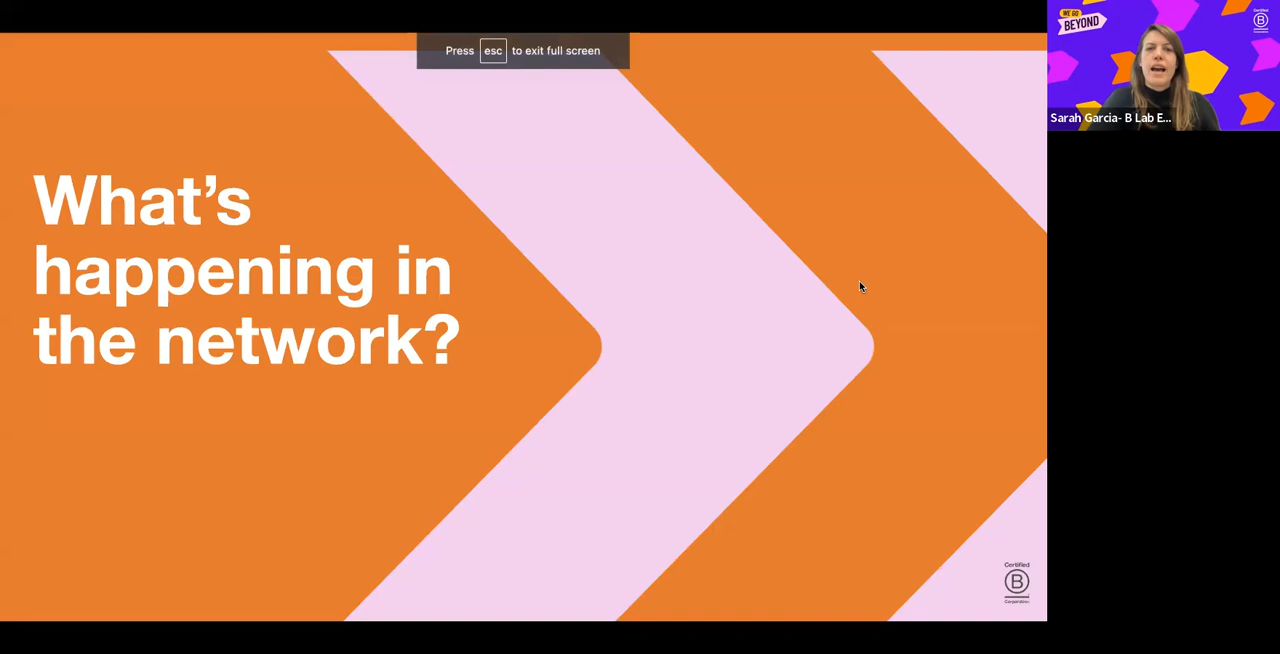 Press esc to exit full screen
WE GO
BEYOND
Certified
B
Sarah Garcia- B Lab E...
What's
happening in
the network?
Certified
B
Corporation